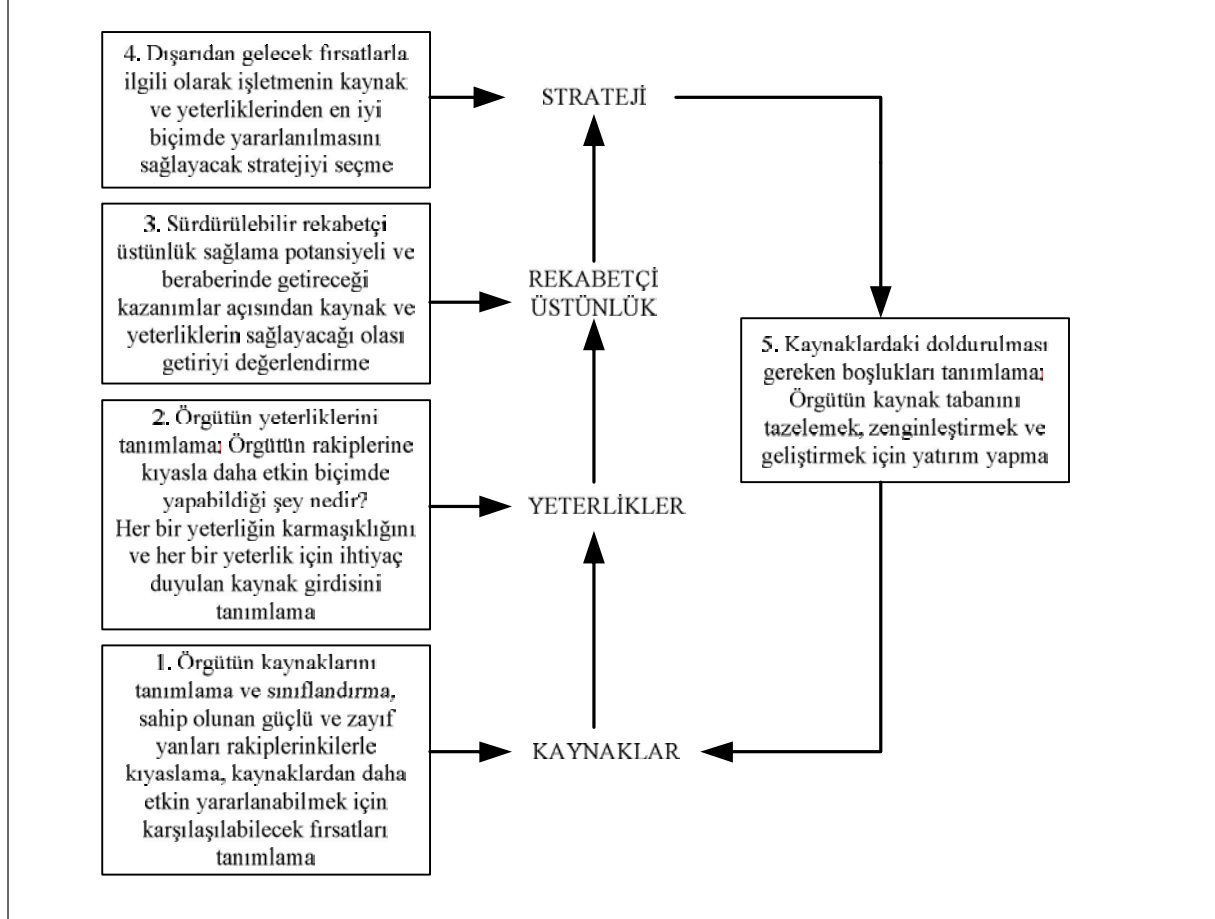 4. Dışarıdan gelecek fırsatlarla
ilgili olarak işletmenin kaynak
ve yeterliklerinden en iyi
biçimde yararlanılmasını
sağlayacak stratejiyi seçme
STRATEJİ
3. Sürdürülebilir rekabetçi
üstünlük sağlama potansiyeli ve
beraberinde getireceği
kazanımlar açısından kaynak ve
yeterliklerin sağlayacağı olası
getiriyi değerlendirme
REKABETÇİ
ÜSTÜNLÜK
2. Örgütün yeterliklerini
tanımlama; Örgütün rakiplerine
kıyasla daha etkin biçimde
yapabildiği şey nedir?
Her bir yeterliğin karmaşıklığını
ve her bir yeterlik için ihtiyaç
duyulan kaynak girdisini
tanımlama
YETERLİKLER
1. Örgütün kaynaklarını
tanımlama ve sınıflandırma,
sahip olunan güçlü ve zayıf
yanları rakiplerinkilerle
kıyaslama, kaynaklardan daha
etkin yararlanabilmek için
karşılaşılabilecek fırsatları
tanımlama
KAYNAKLAR
5. Kaynaklardaki doldurulması
gereken boşlukları tanımlama;
Örgütün kaynak tabanını
tazelemek, zenginleştirmek ve
geliştirmek için yatırım yapma